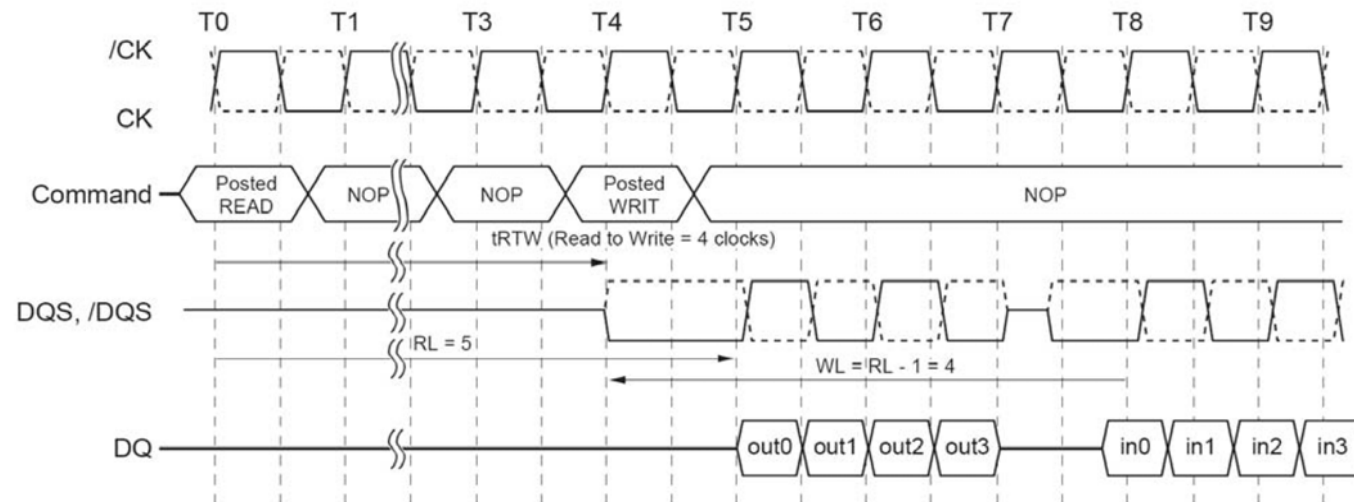 T0 T1 T3 T4 T5 T6 T7 T8 T9
/CK
CK
Command Posted READ NOP NOP Posted WRIT NOP
tRTW (Read to Write = 4 clocks)
DQS, /DQS
RL = 5
WL = RL - 1 = 4
DQ out0 out1 out2 out3 in0 in1 in2 in3